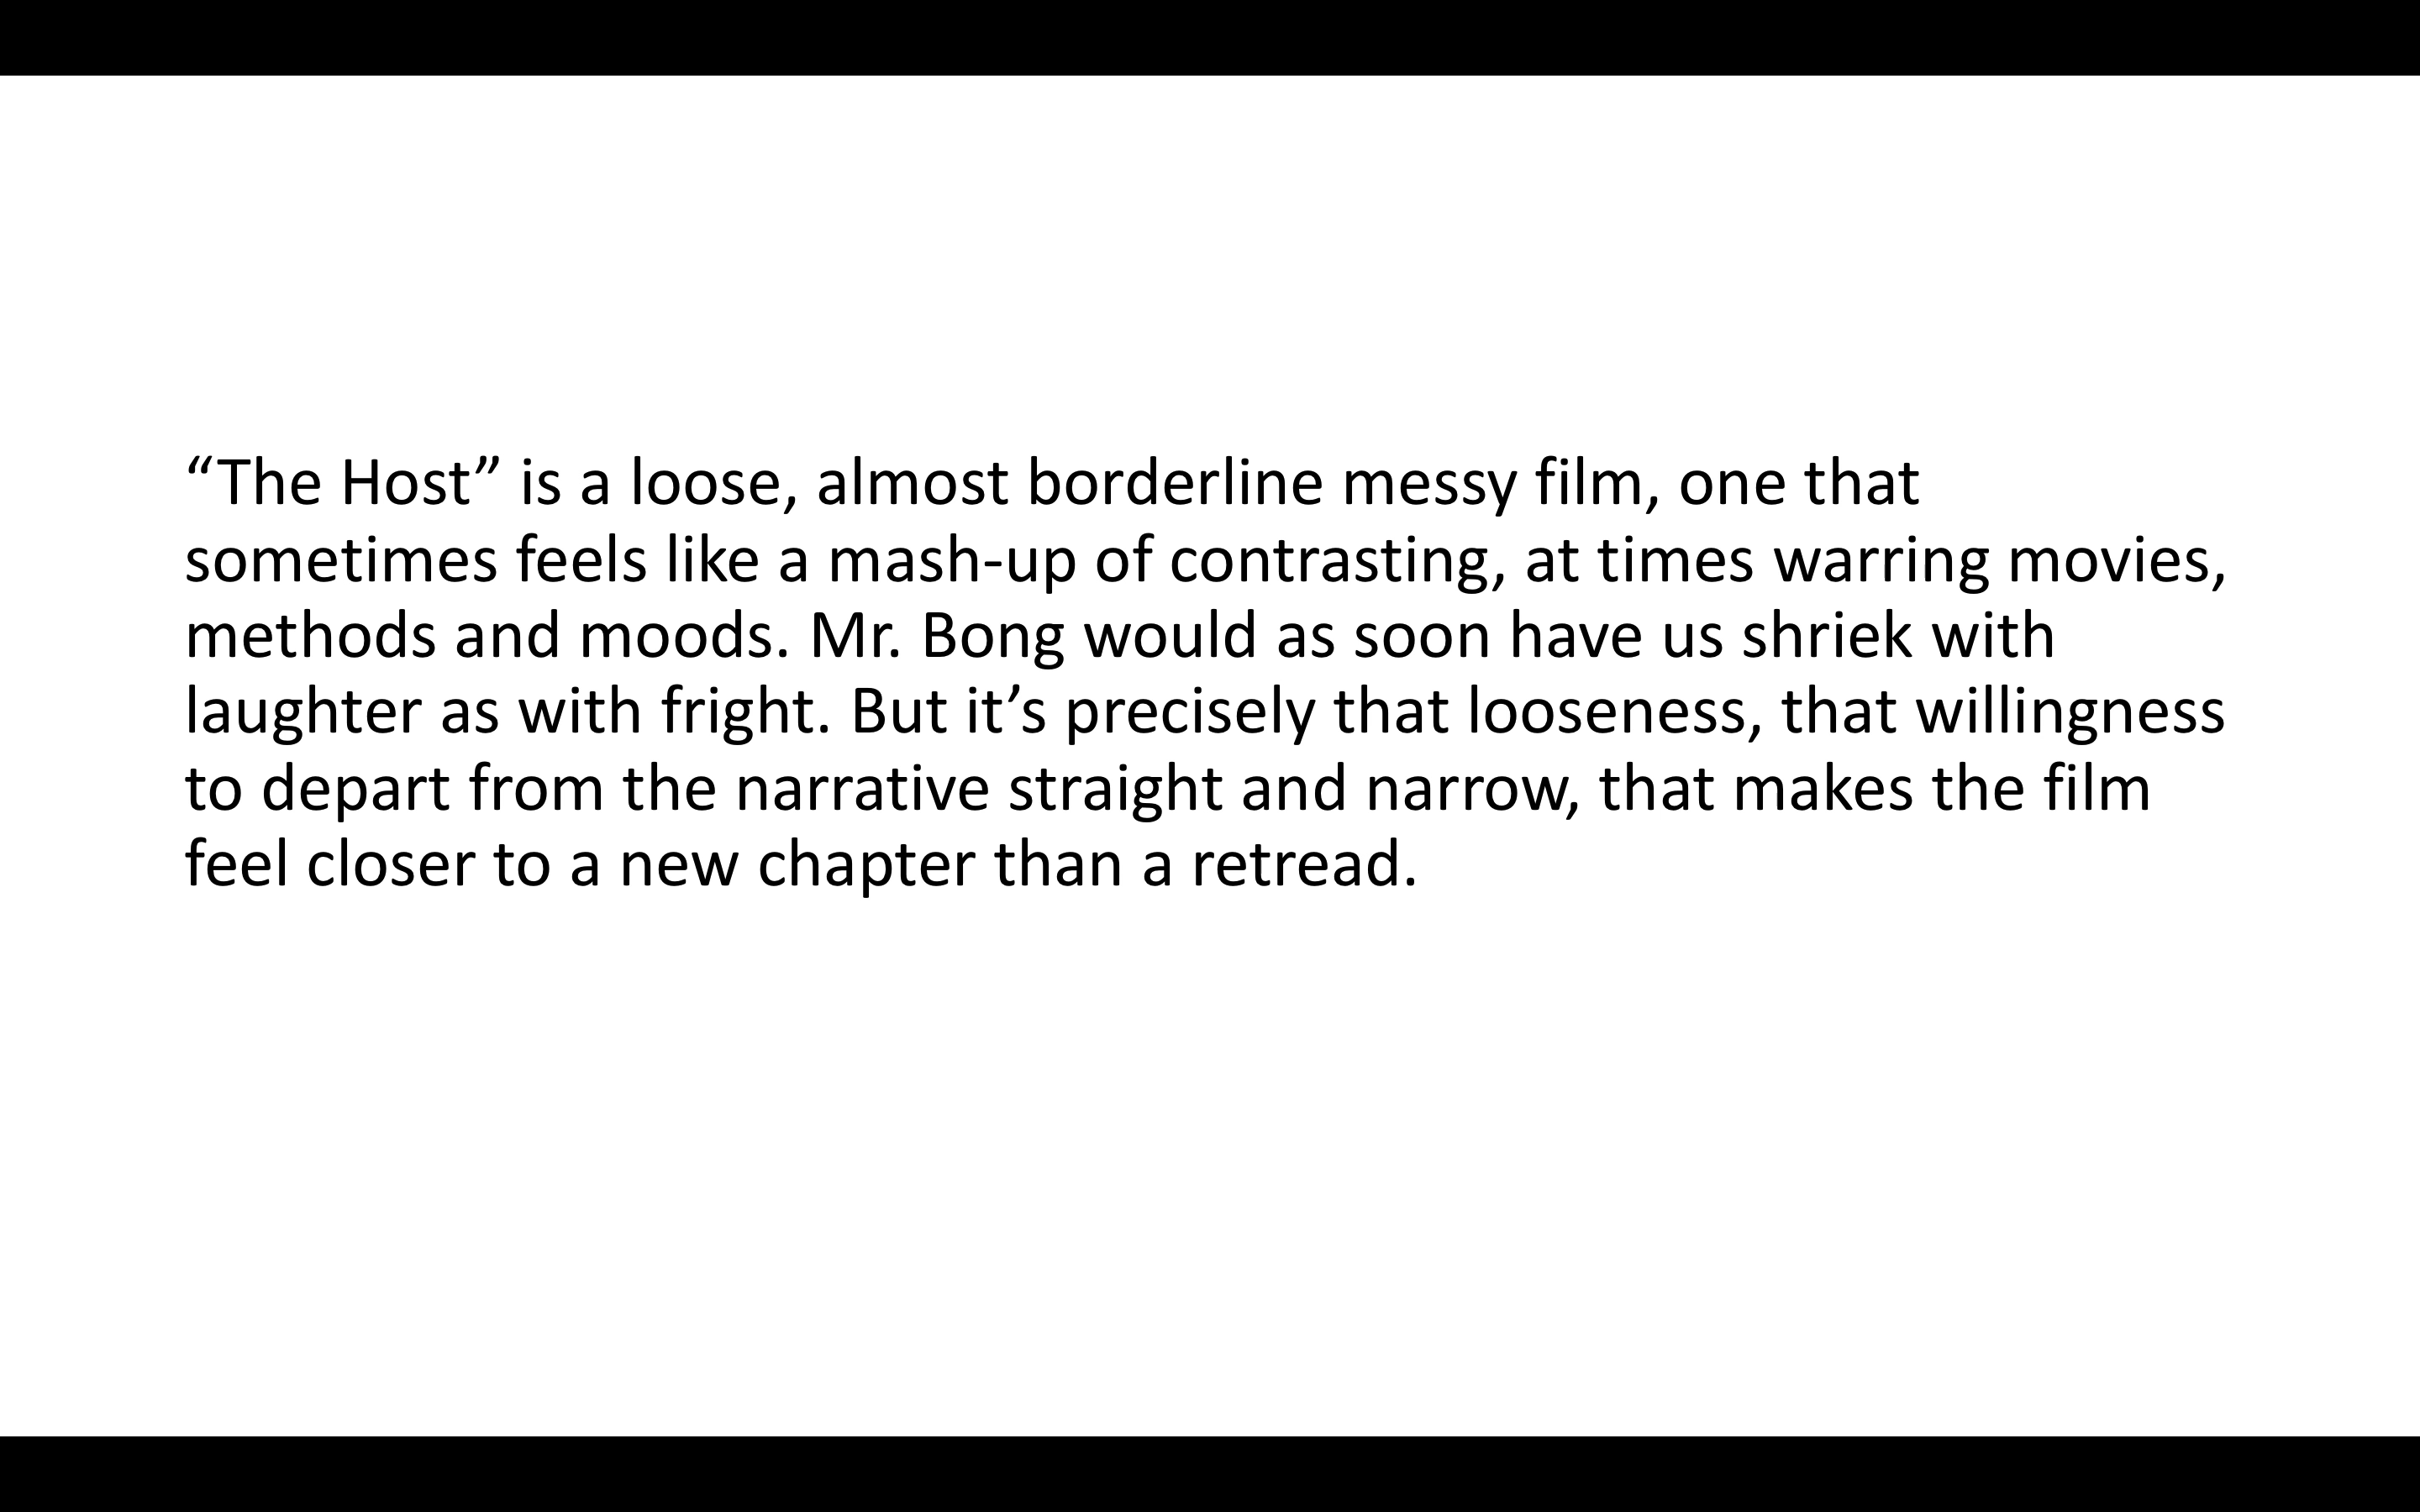 “The Host” is a loose, almost borderline messy film, one that
sometimes feels like a mash-up of contrasting, at times warring movies,
methods and moods. Mr. Bong would as soon have us shriek with
laughter as with fright. But it’s precisely that looseness, that willingness
to depart from the narrative straight and narrow, that makes the film
feel closer to a new chapter than a retread.